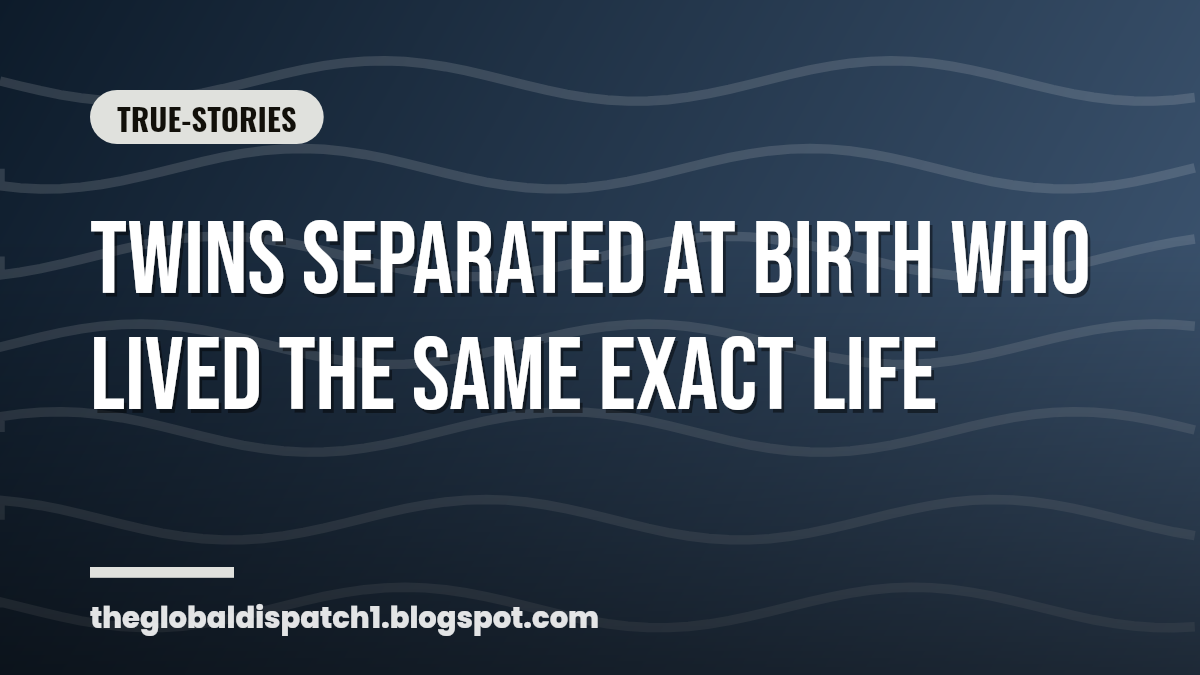 TRUE-STORIES
TWINS SEPARATED AT BIRTH WHO
LIVED THE SAME EXACT LIFE
theglobaldispatch1.blogspot.com